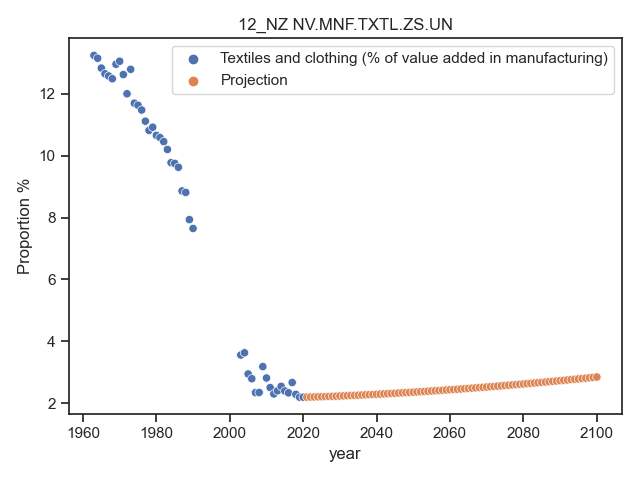 12_NZ NV.MNF.TXTL.ZS.UN
Textiles and clothing (% of value added in manufacturing)
Projection
Proportion %
12
10
8
6
4
2
1960 1980 2000 2020 2040 2060 2080 2100
year